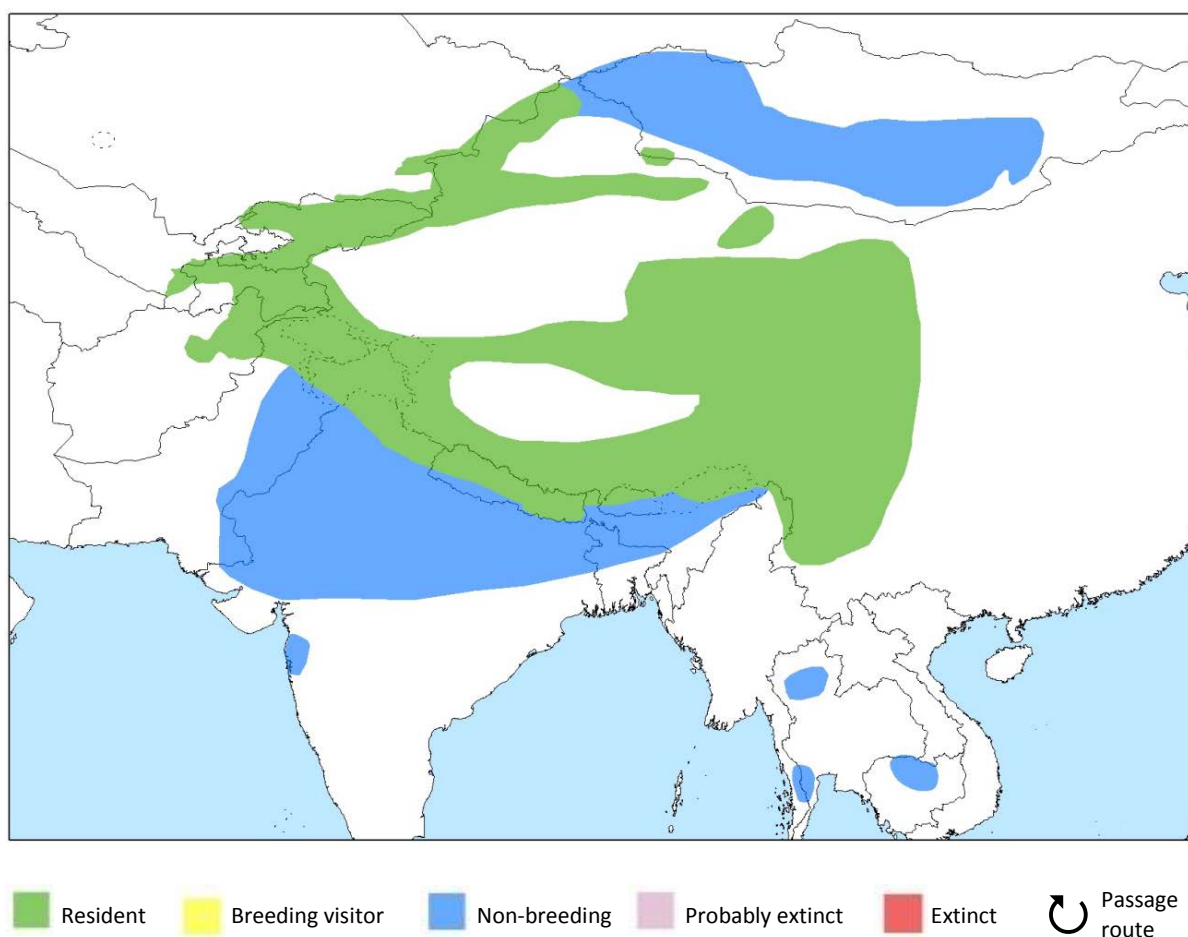 Resident
Breeding visitor
Non-breeding
Probably extinct
Extinct
Passage
route